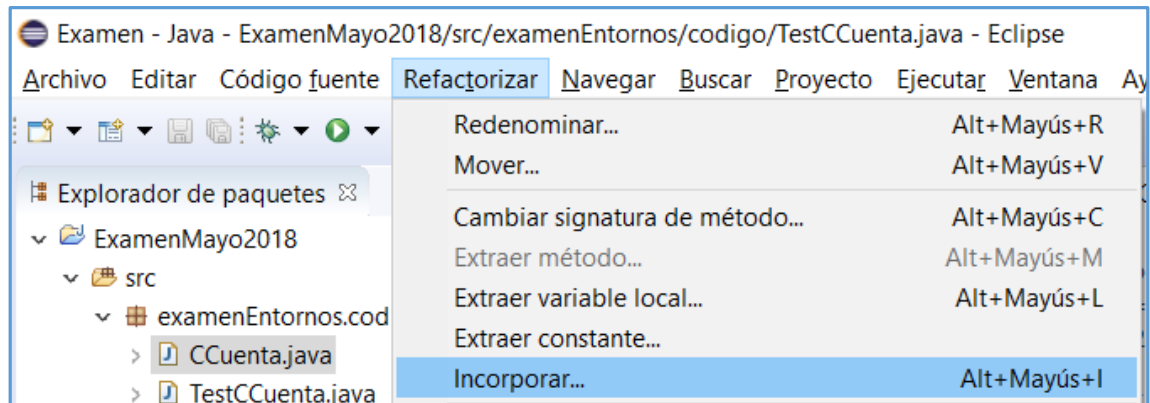 Examen - Java - ExamenMayo2018/src/examenEntornos/codigo/TestCCuenta.java - Eclipse
Archivo Editar Código fuente Refactorizar Navegar Buscar Proyecto Ejecutar Ventana Ay
Redenominar... Alt+Mayús+R
Mover... Alt+Mayús+V
Explorador de paquetes
Cambiar signatura de método... Alt+Mayús+C
ExamenMayo2018
Extraer método... Alt+Mayús+M
src
Extraer variable local... Alt+Mayús+L
examenEntornos.cod
Extraer constante...
CCuenta.java
Incorporar... Alt+Mayús+I
TestCCuenta.java